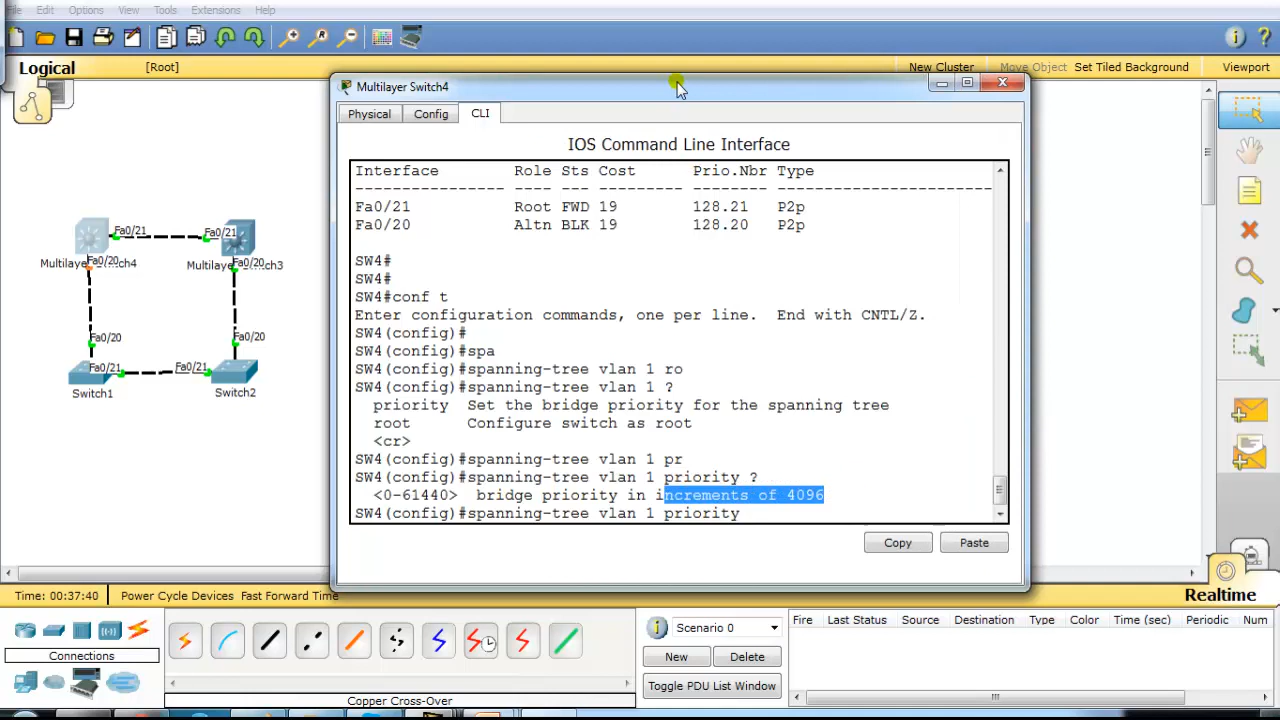 File Edit Options View Tools Extensions Help
Logical [Root] New Cluster Move Object Set Tiled Background Viewport
Multilayer Switch4
Physical Config CLI
IOS Command Line Interface
Interface Role Sts Cost Prio.Nbr Type
---------------- ---- --- --------- -------- --------------------------
Fa0/21 Root FWD 19 128.21 P2p
Fa0/20 Altn BLK 19 128.20 P2p
SW4#
SW4#
SW4#conf t
Enter configuration commands, one per line. End with CNTL/Z.
SW4(config)#
SW4(config)#spa
SW4(config)#spanning-tree vlan 1 ro
SW4(config)#spanning-tree vlan 1 ?
priority Set the bridge priority for the spanning tree
root Configure switch as root
<cr>
SW4(config)#spanning-tree vlan 1 pr
SW4(config)#spanning-tree vlan 1 priority ?
<0-61440> bridge priority in increments of 4096
SW4(config)#spanning-tree vlan 1 priority
Copy Paste
Fa0/21 Fa0/21
Fa0/20 Fa0/20
Fa0/20 Fa0/20
Fa0/21 Fa0/21
Switch1 Switch2
Time: 00:37:40 Power Cycle Devices Fast Forward Time Realtime
Connections
Copper Cross-Over
Scenario 0
New Delete
Toggle PDU List Window
Fire Last Status Source Destination Type Color Time (sec) Periodic Num